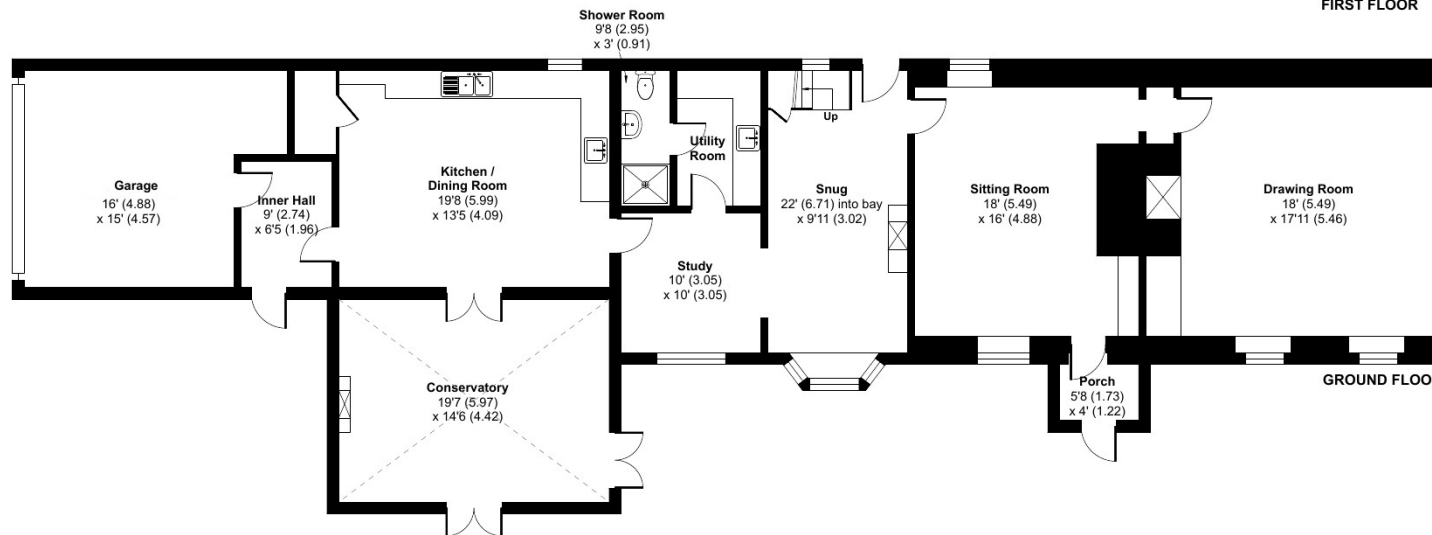 FIRST FLOOR
Shower Room
9'8 (2.95)
x 3' (0.91)
Up
Utility
Room
Kitchen /
Dining Room
19'8 (5.99)
x 13'5 (4.09)
Garage
16' (4.88)
x 15' (4.57)
Inner Hall
9' (2.74)
x 6'5 (1.96)
Snug
22' (6.71) into bay
x 9'11 (3.02)
Sitting Room
18' (5.49)
x 16' (4.88)
Drawing Room
18' (5.49)
x 17'11 (5.46)
Study
10' (3.05)
x 10' (3.05)
Conservatory
19'7 (5.97)
x 14'6 (4.42)
Porch
5'8 (1.73)
x 4' (1.22)
GROUND FLOO